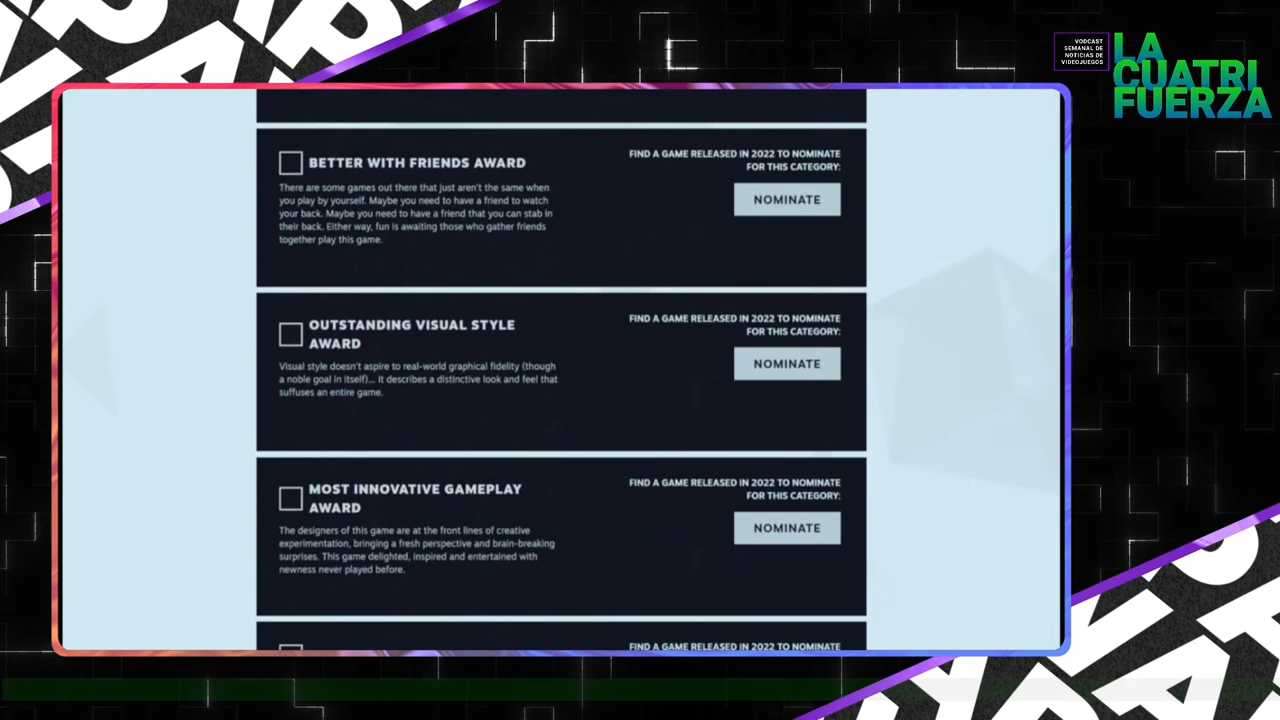 VODCAST
SEMANAL DE
NOTICIAS DE
VIDEOJUEGOS
LA
CUATRI
FUERZA
BETTER WITH FRIENDS AWARD
There are some games out there that just aren't the same when
you play by yourself. Maybe you need to have a friend to watch
your back. Maybe you need to have a friend that you can stab in
their back. Either way, fun is awaiting those who gather friends
together play this game.
FIND A GAME RELEASED IN 2022 TO NOMINATE
FOR THIS CATEGORY:
NOMINATE
OUTSTANDING VISUAL STYLE
AWARD
Visual style doesn't aspire to real-world graphical fidelity (though
a noble goal in itself)... it describes a distinctive look and feel that
suffuses an entire game.
FIND A GAME RELEASED IN 2022 TO NOMINATE
FOR THIS CATEGORY:
NOMINATE
MOST INNOVATIVE GAMEPLAY
AWARD
The designers of this game are at the front lines of creative
experimentation, bringing a fresh perspective and brain-breaking
surprises. This game delighted, inspired and entertained with
newness never played before.
FIND A GAME RELEASED IN 2022 TO NOMINATE
FOR THIS CATEGORY:
NOMINATE
FIND A GAME RELEASED IN 2022 TO NOMINATE